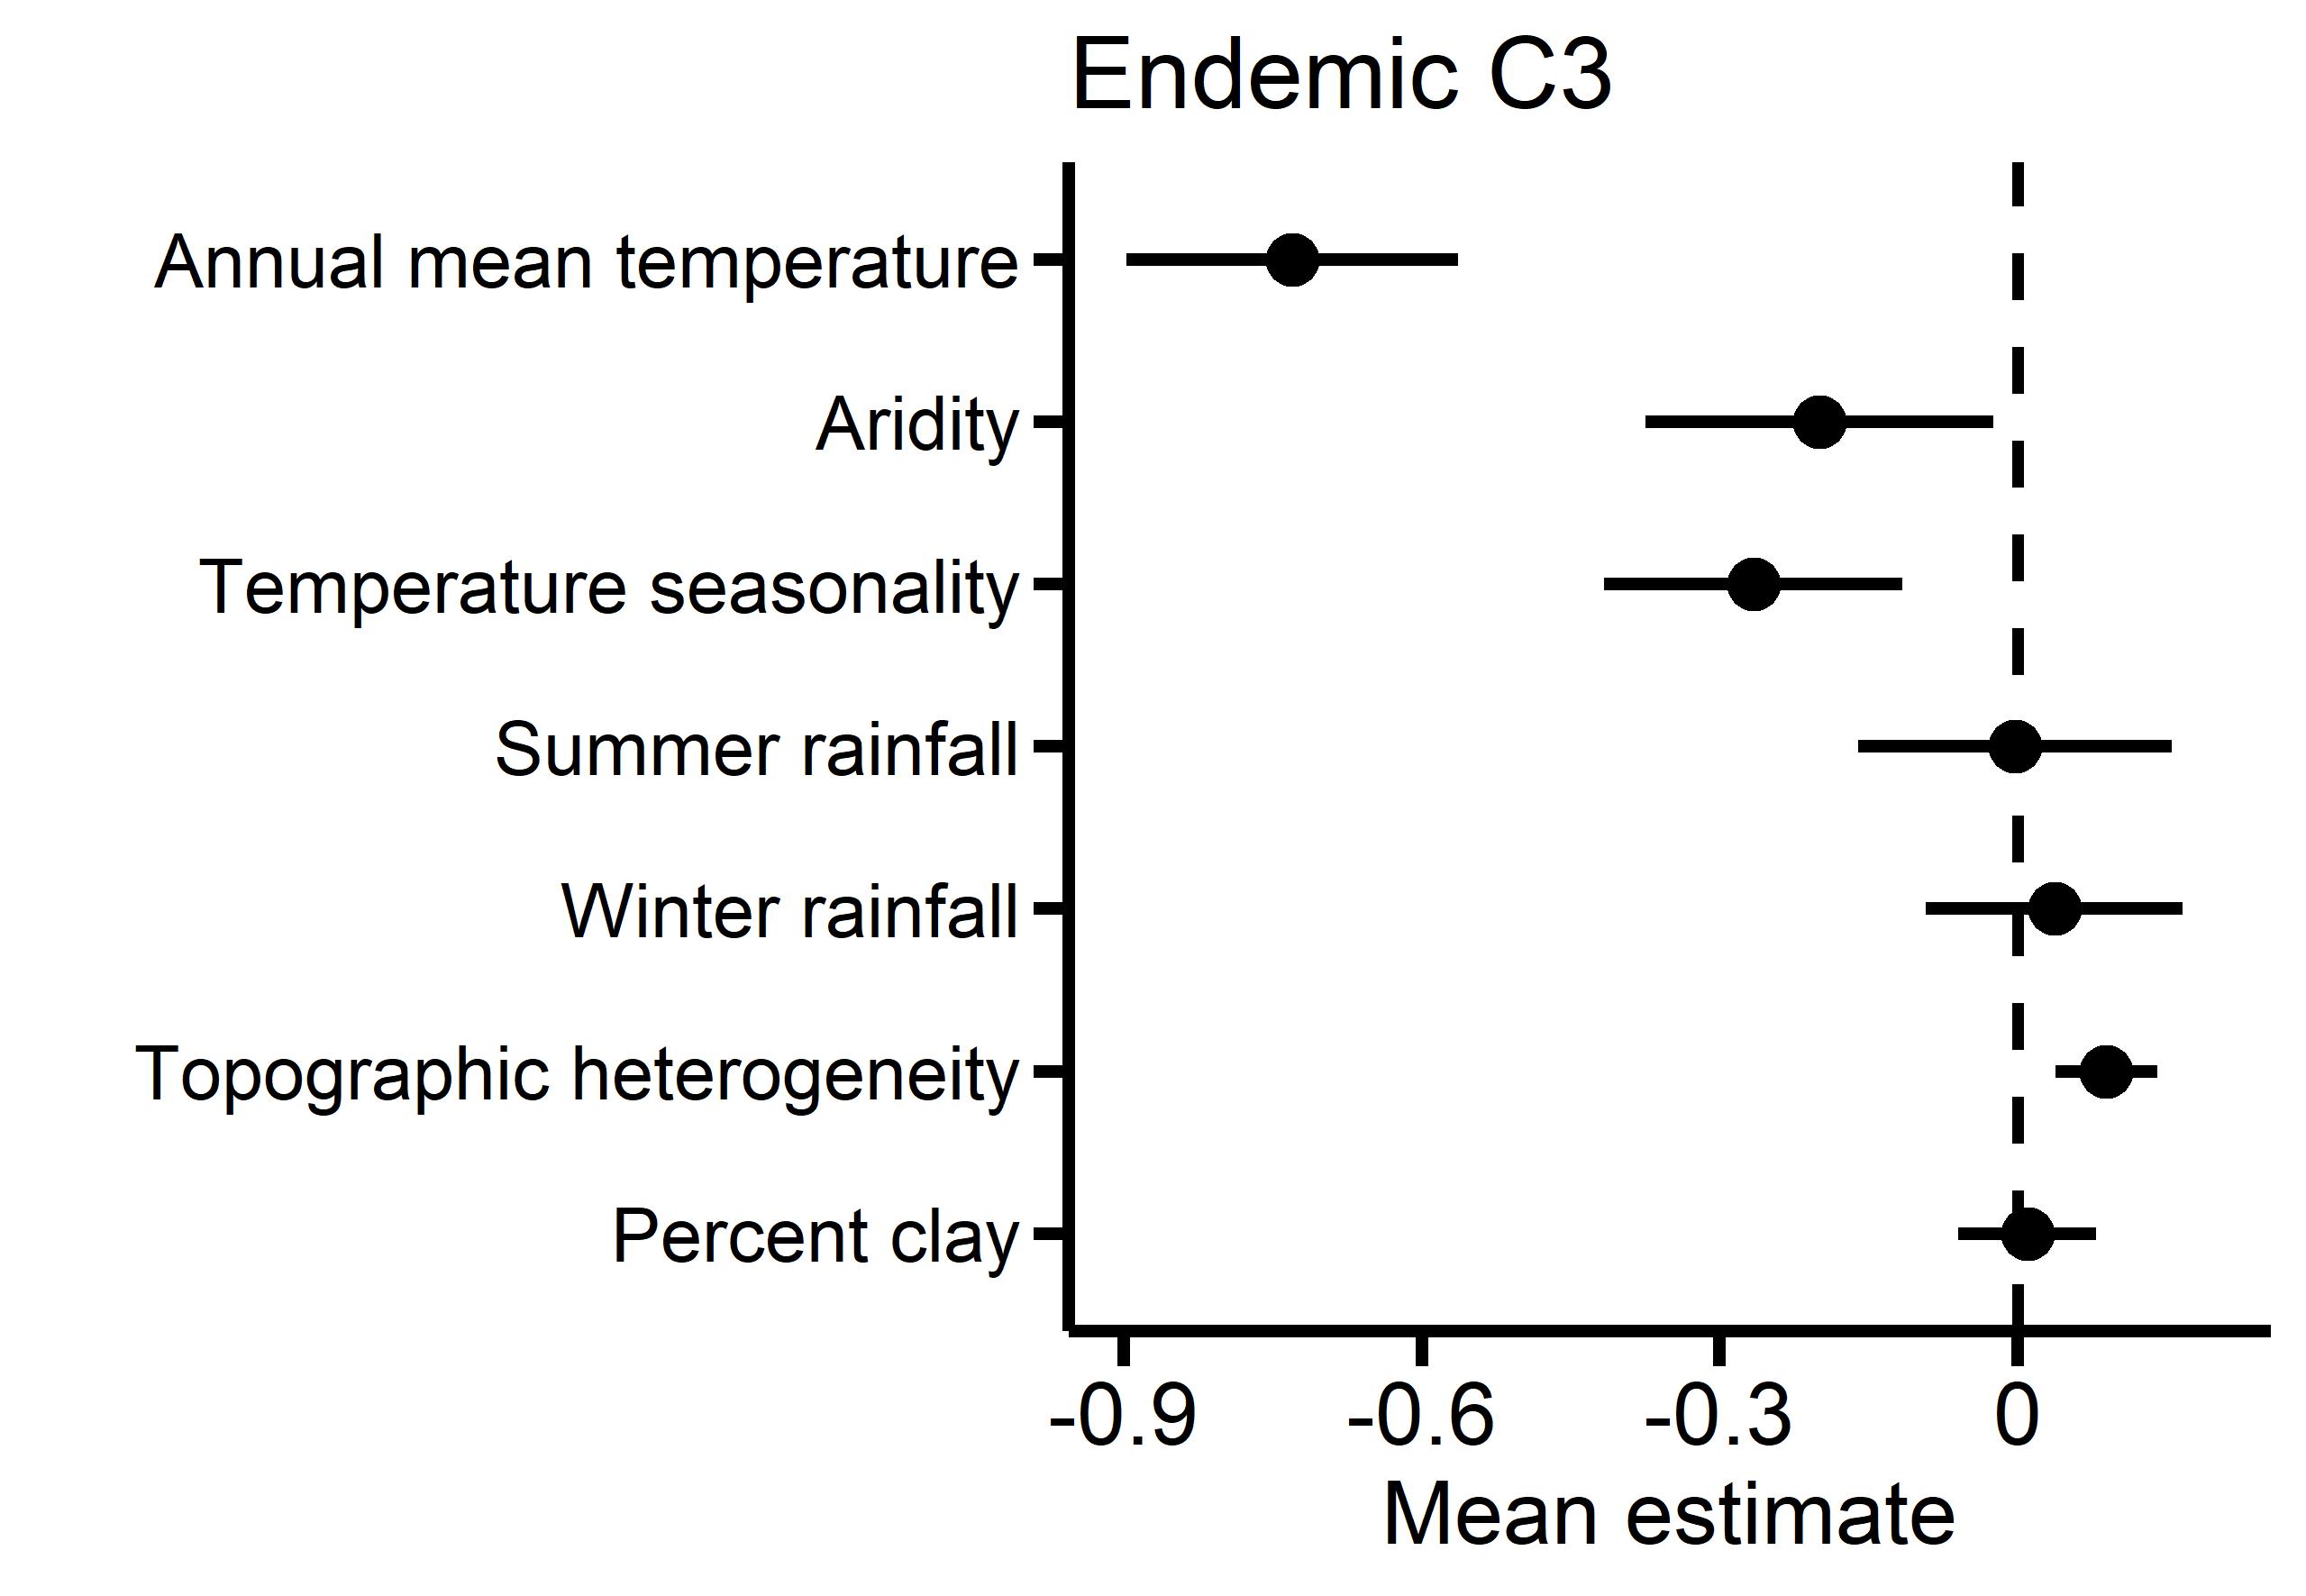 Endemic C3
Annual mean temperature
Aridity
Temperature seasonality
Summer rainfall
Winter rainfall
Topographic heterogeneity
Percent clay
-0.9 -0.6 -0.3 0
Mean estimate